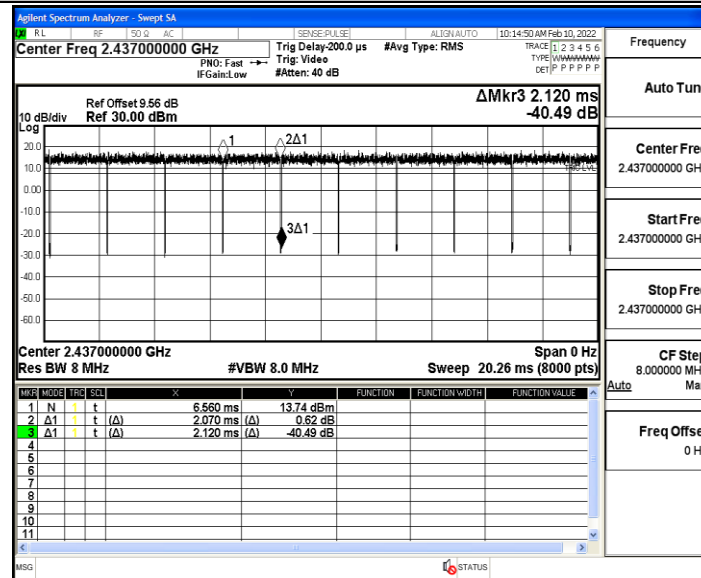 Agilent Spectrum Analyzer - Swept SA
RL RF 50 Ω AC SENSE:PULSE ALIGN AUTO 10:14:50 AM Feb 10, 2022
Center Freq 2.437000000 GHz
PNO: Fast
IFGain:Low
Trig Delay-200.0 µs
Trig: Video
#Atten: 40 dB
#Avg Type: RMS
TRACE 1 2 3 4 5 6
TYPE
DET P P P P P P
ΔMkr3 2.120 ms
-40.49 dB
Ref Offset 9.56 dB
10 dB/div Ref 30.00 dBm
Log
20.0
10.0
0.00
-10.0
-20.0
-30.0
-40.0
-50.0
-60.0
1
2Δ1
3Δ1
TRIG LVL
Center 2.437000000 GHz Span 0 Hz
Res BW 8 MHz #VBW 8.0 MHz Sweep 20.26 ms (8000 pts)
MKR MODE TRC SCL X Y FUNCTION FUNCTION WIDTH FUNCTION VALUE
1 N 1 t 6.560 ms 13.74 dBm
2 Δ1 1 t (Δ) 2.070 ms (Δ) 0.62 dB
3 Δ1 1 t (Δ) 2.120 ms (Δ) -40.49 dB
4
5
6
7
8
9
10
11
MSG STATUS
Frequency
Auto Tun
Center Fre
2.437000000 GH
Start Fre
2.437000000 GH
Stop Fre
2.437000000 GH
CF Ste
8.000000 MH
Auto Ma
Freq Offse
0 H